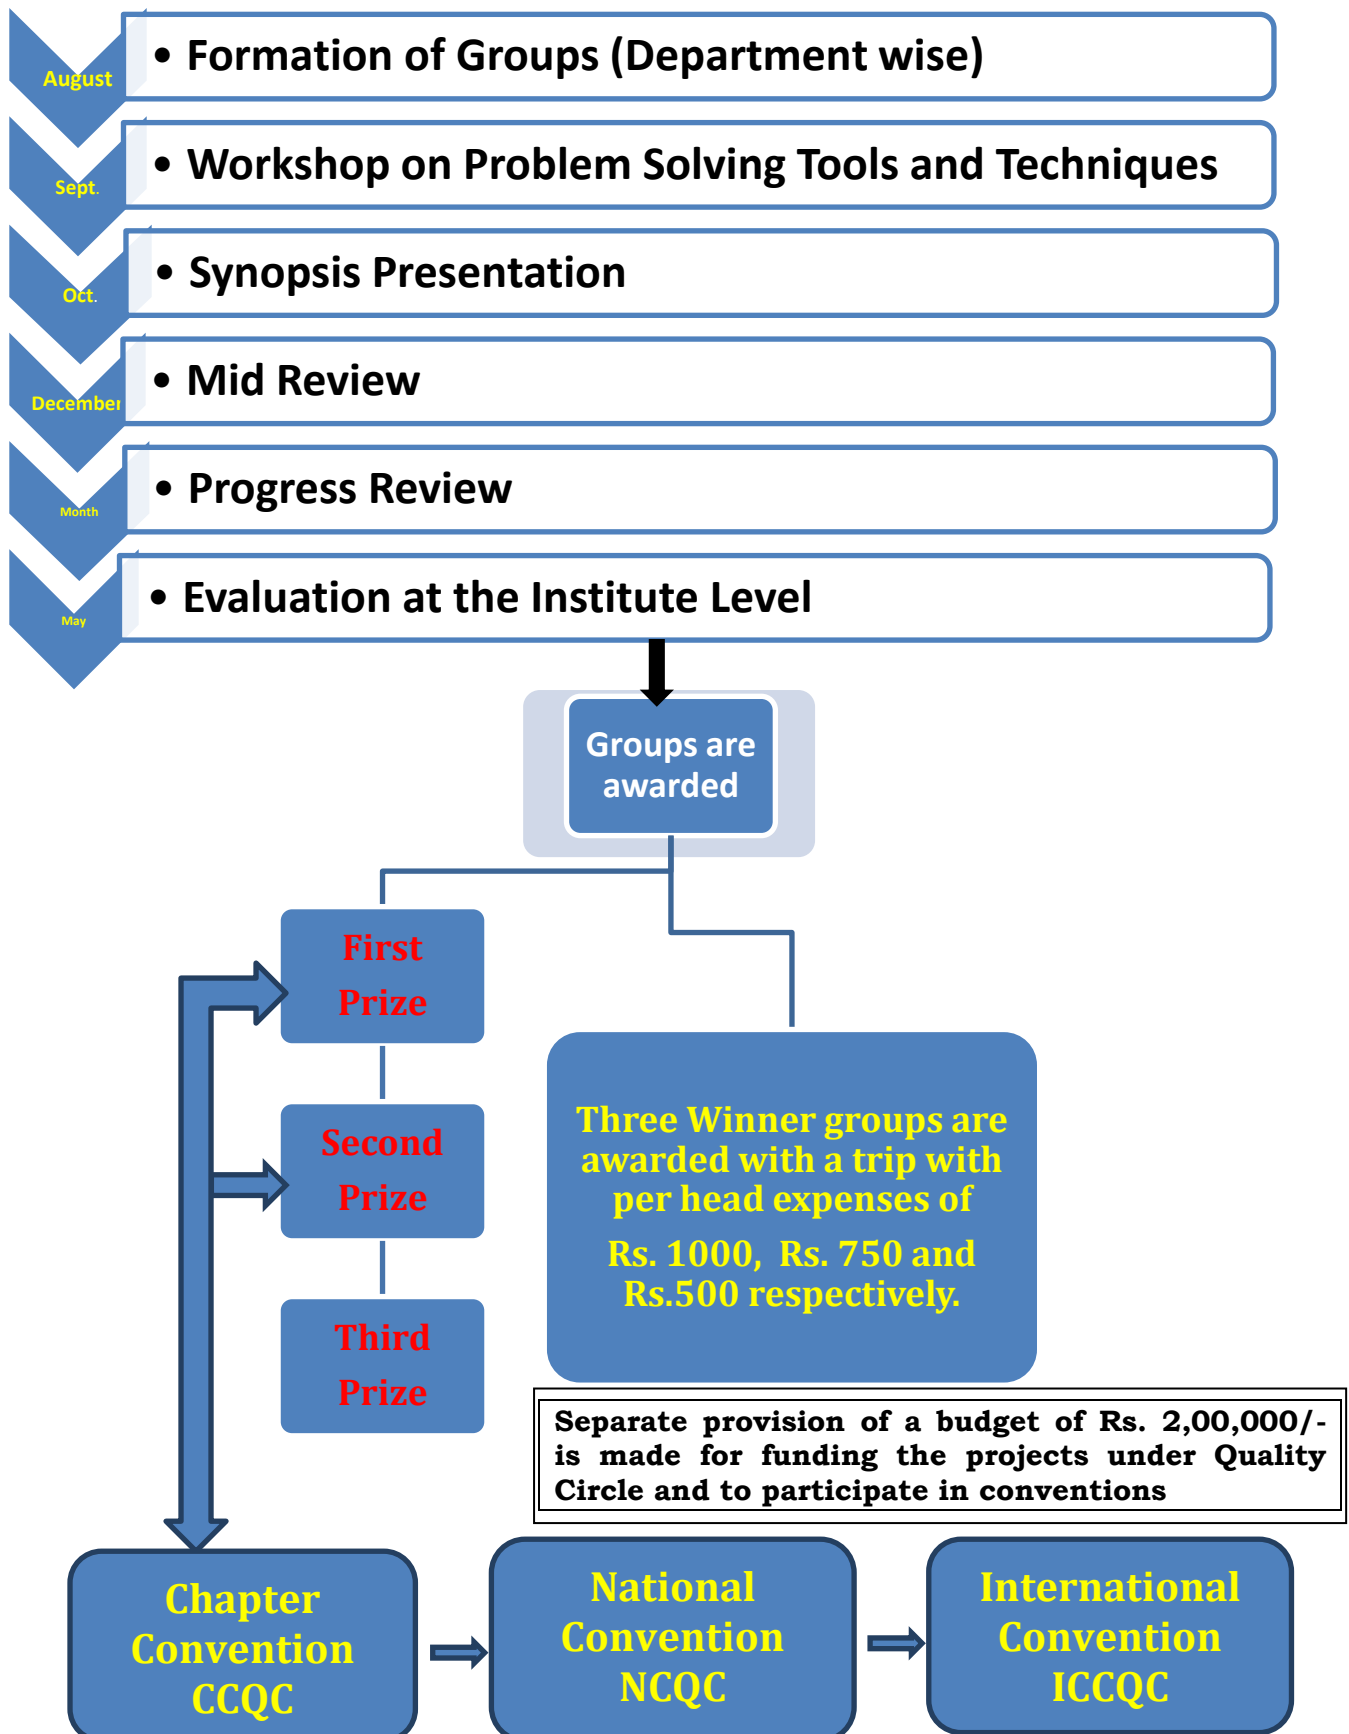 August
• Formation of Groups (Department wise)
Sept.
• Workshop on Problem Solving Tools and Techniques
Oct.
• Synopsis Presentation
December
• Mid Review
Month
• Progress Review
May
• Evaluation at the Institute Level
Groups are
awarded
First
Prize
Second
Prize
Third
Prize
Three Winner groups are
awarded with a trip with
per head expenses of
Rs. 1000, Rs. 750 and
Rs.500 respectively.
Separate provision of a budget of Rs. 2,00,000/-
is made for funding the projects under Quality
Circle and to participate in conventions
Chapter
Convention
CCQC
National
Convention
NCQC
International
Convention
ICCQC